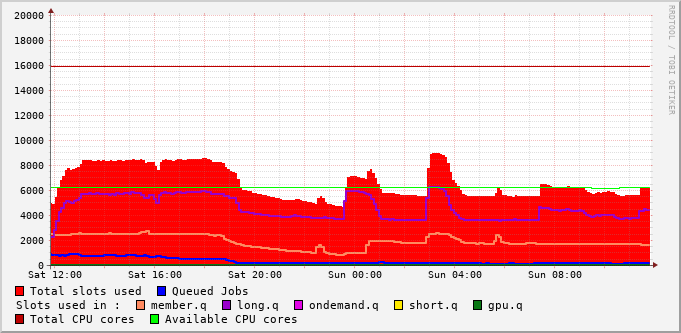 RRDTOOL / TOBI OETIKER
20000
18000
16000
14000
12000
10000
8000
6000
4000
2000
0
Sat 12:00 Sat 16:00 Sat 20:00 Sun 00:00 Sun 04:00 Sun 08:00
Total slots used Queued Jobs
Slots used in : member.q long.q ondemand.q short.q gpu.q
Total CPU cores Available CPU cores